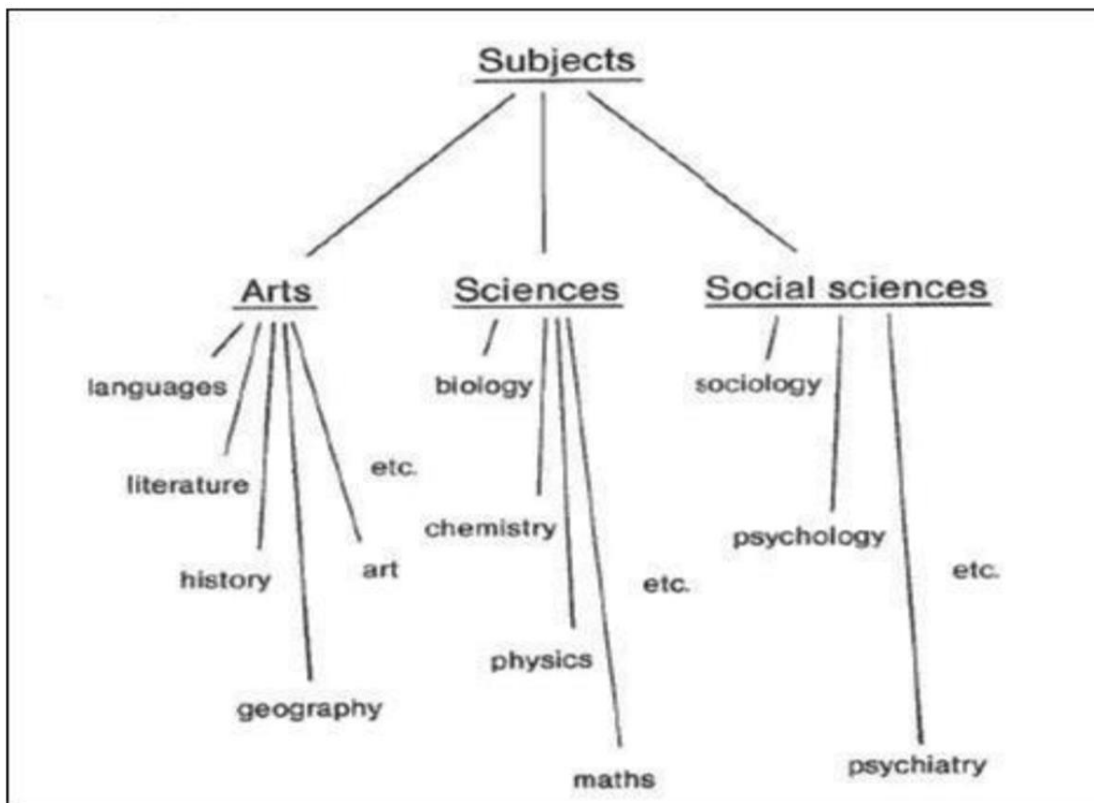 Subjects
Arts
Sciences
Social sciences
languages
literature
history
geography
art
etc.
biology
chemistry
physics
maths
etc.
sociology
psychology
psychiatry
etc.